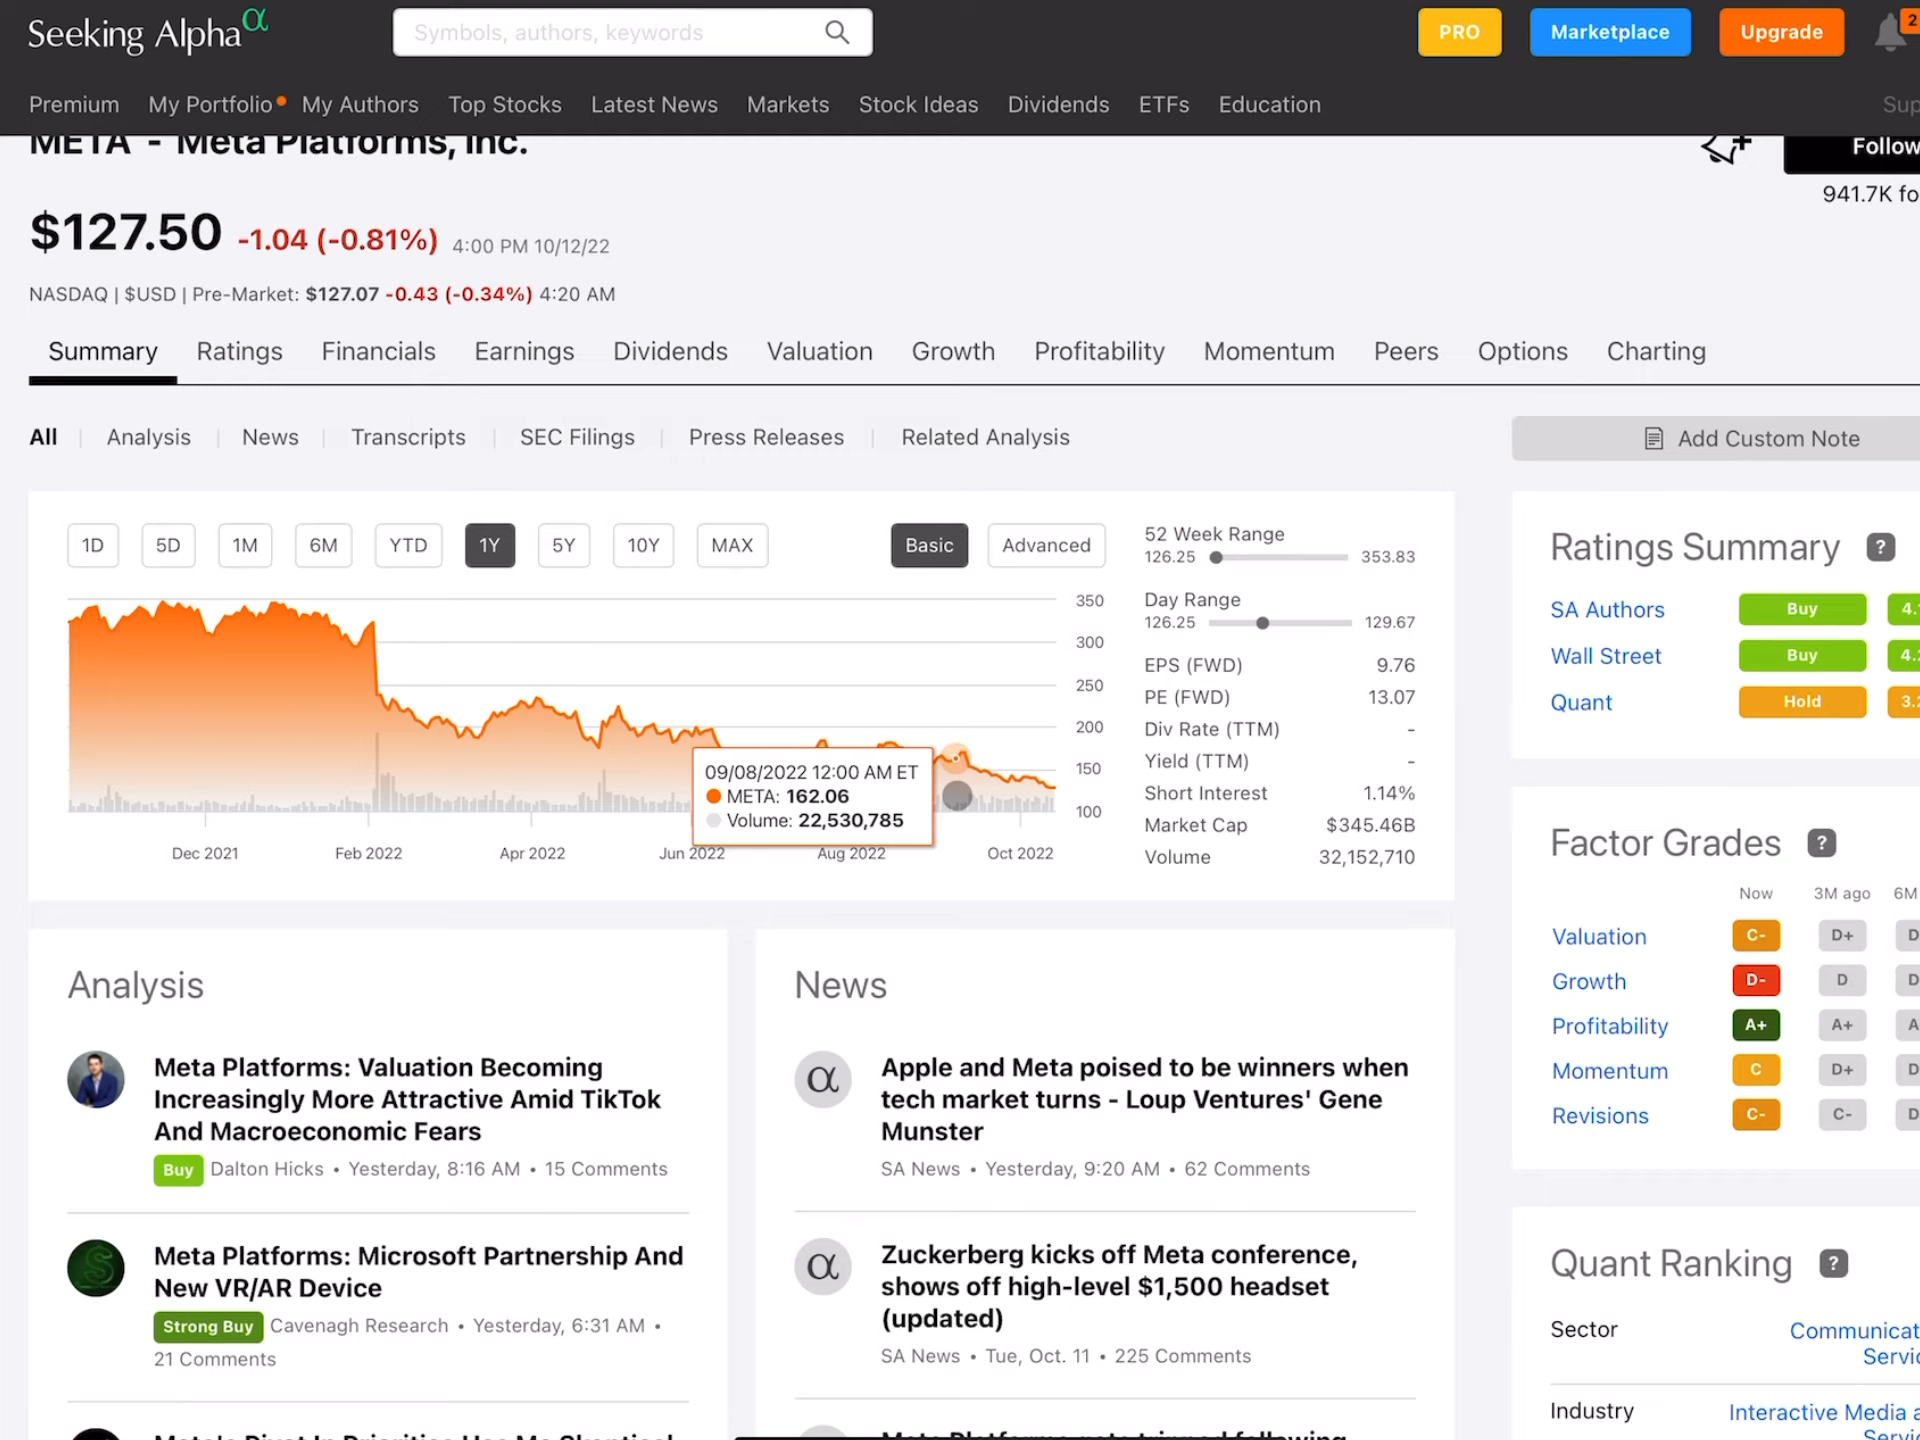 Seeking Alpha α
Symbols, authors, keywords
PRO
Marketplace
Upgrade
2
Premium My Portfolio My Authors Top Stocks Latest News Markets Stock Ideas Dividends ETFs Education
META - Meta Platforms, Inc.
Follow
941.7K
$127.50 -1.04 (-0.81%) 4:00 PM 10/12/22
NASDAQ | $USD | Pre-Market: $127.07 -0.43 (-0.34%) 4:20 AM
Summary Ratings Financials Earnings Dividends Valuation Growth Profitability Momentum Peers Options Charting
All | Analysis | News | Transcripts | SEC Filings | Press Releases | Related Analysis
Add Custom Note
1D 5D 1M 6M YTD 1Y 5Y 10Y MAX Basic Advanced
350
300
250
200
150
100
09/08/2022 12:00 AM ET
META: 162.06
Volume: 22,530,785
Dec 2021 Feb 2022 Apr 2022 Jun 2022 Aug 2022 Oct 2022
52 Week Range
126.25 353.83
Day Range
126.25 129.67
EPS (FWD) 9.76
PE (FWD) 13.07
Div Rate (TTM) -
Yield (TTM) -
Short Interest 1.14%
Market Cap $345.46B
Volume 32,152,710
Ratings Summary ?
SA Authors Buy
Wall Street Buy
Quant Hold
Factor Grades ?
Now 3M ago 6M
Valuation C- D+ D
Growth D- D D
Profitability A+ A+ A
Momentum C D+ D
Revisions C- C- D
Quant Ranking ?
Sector
Industry
Interactive Media
Analysis
Meta Platforms: Valuation Becoming
Increasingly More Attractive Amid TikTok
And Macroeconomic Fears
Buy Dalton Hicks • Yesterday, 8:16 AM • 15 Comments
Meta Platforms: Microsoft Partnership And
New VR/AR Device
Strong Buy Cavenagh Research • Yesterday, 6:31 AM •
21 Comments
News
α
Apple and Meta poised to be winners when
tech market turns - Loup Ventures' Gene
Munster
SA News • Yesterday, 9:20 AM • 62 Comments
α
Zuckerberg kicks off Meta conference,
shows off high-level $1,500 headset
(updated)
SA News • Tue, Oct. 11 • 225 Comments